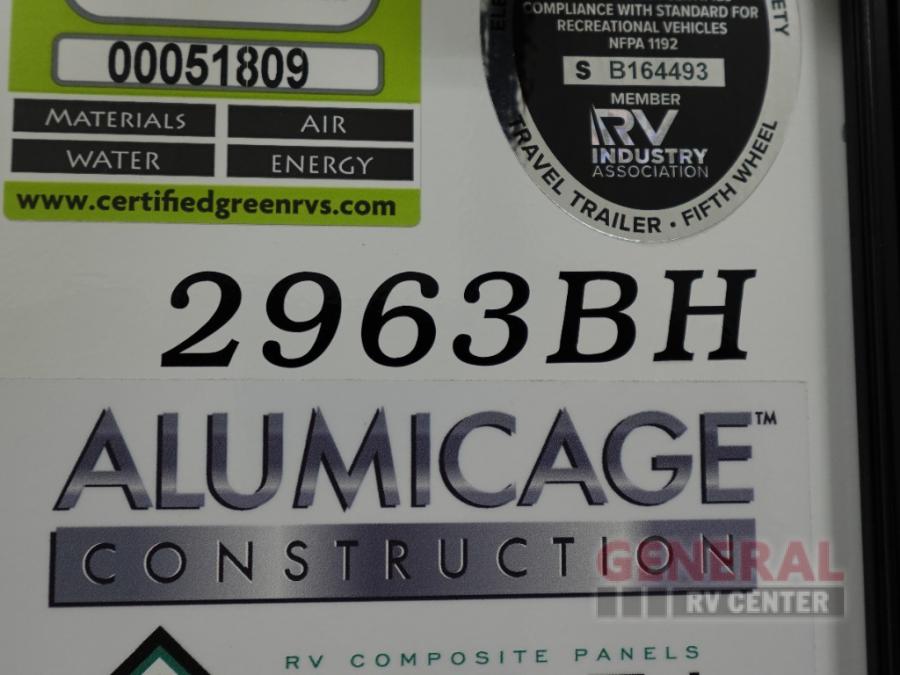 00051809
MATERIALS
AIR
WATER
ENERGY
www.certifiedgreenrvs.com
COMPLIANCE WITH STANDARD FOR
RECREATIONAL VEHICLES
NFPA 1192
S B164493
MEMBER
RV
INDUSTRY
ASSOCIATION
TRAVEL TRAILER • FIFTH WHEEL
2963BH
ALUMICAGE™
CONSTRUCTION
GENERAL
RV CENTER
RV COMPOSITE PANELS